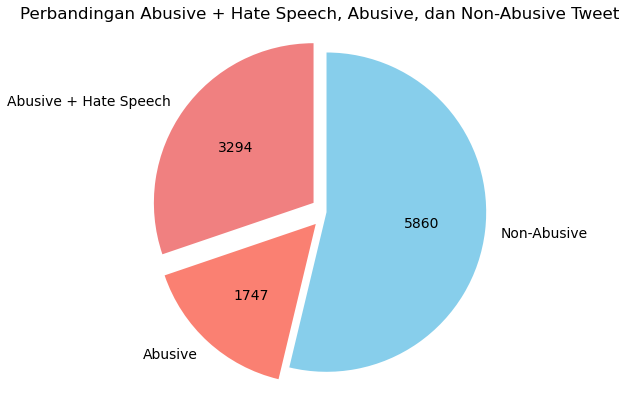 Perbandingan Abusive + Hate Speech, Abusive, dan Non-Abusive Tweet
Abusive + Hate Speech
3294
5860
Non-Abusive
1747
Abusive